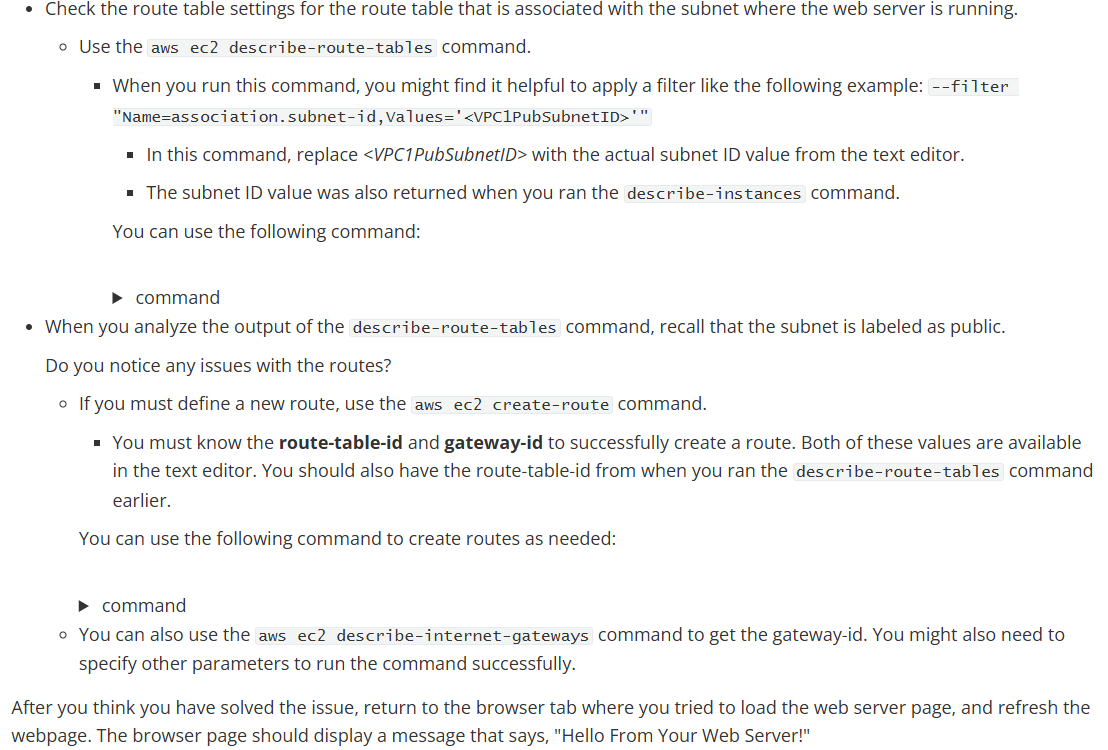 Check the route table settings for the route table that is associated with the subnet where the web server is running.
Use the aws ec2 describe-route-tables command.
When you run this command, you might find it helpful to apply a filter like the following example: --filter
"Name=association.subnet-id,Values='<VPC1PubSubnetID>'"
In this command, replace <VPC1PubSubnetID> with the actual subnet ID value from the text editor.
The subnet ID value was also returned when you ran the describe-instances command.
You can use the following command:
command
When you analyze the output of the describe-route-tables command, recall that the subnet is labeled as public.
Do you notice any issues with the routes?
If you must define a new route, use the aws ec2 create-route command.
You must know the route-table-id and gateway-id to successfully create a route. Both of these values are available
in the text editor. You should also have the route-table-id from when you ran the describe-route-tables command
earlier.
You can use the following command to create routes as needed:
command
You can also use the aws ec2 describe-internet-gateways command to get the gateway-id. You might also need to
specify other parameters to run the command successfully.
After you think you have solved the issue, return to the browser tab where you tried to load the web server page, and refresh the
webpage. The browser page should display a message that says, "Hello From Your Web Server!"